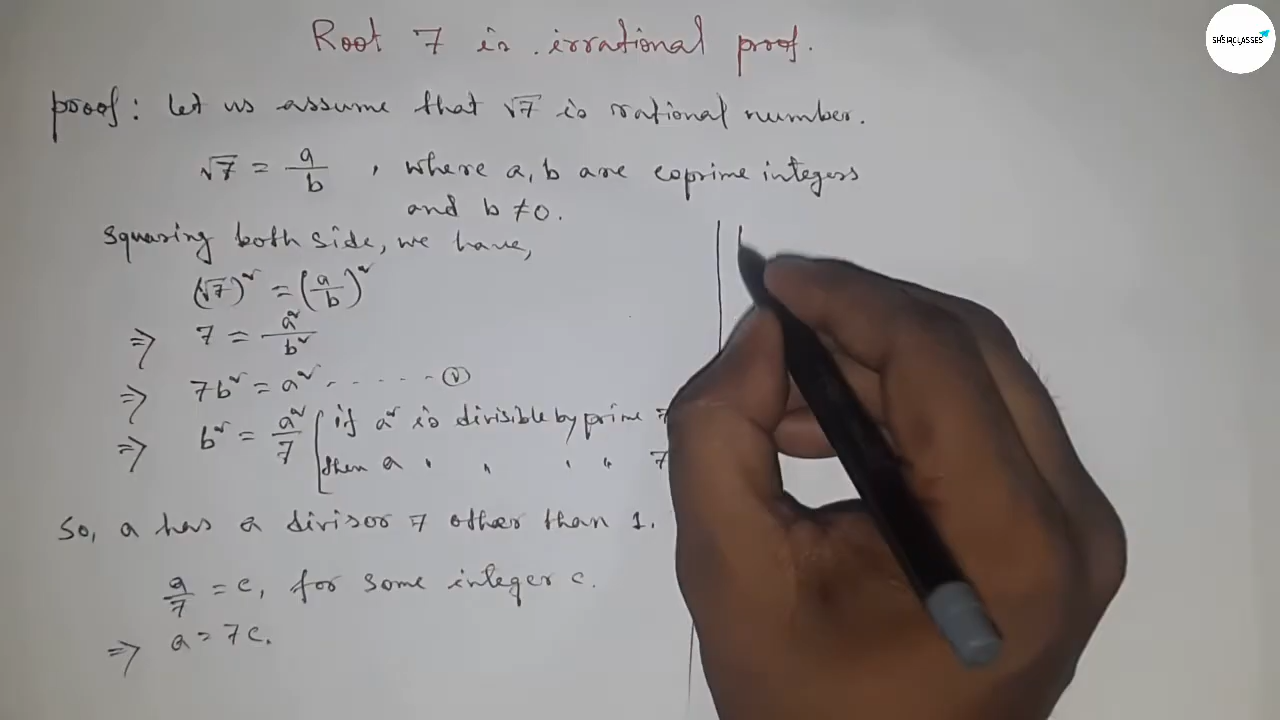 SHSIRCLASSES
Root 7 is irrational proof.
proof: Let us assume that √7 is rational number.
√7 = a/b , where a, b are coprime integers
and b ≠ 0.
Squaring both side, we have,
(√7)² = (a/b)²
⇒ 7 = a²/b²
⇒ 7b² = a² - - - - - - ①
⇒ b² = a²/7 [if a² is divisible by prime 7
then a " " " " 7
So, a has a divisor 7 other than 1.
a/7 = c, for some integer c.
⇒ a = 7c.